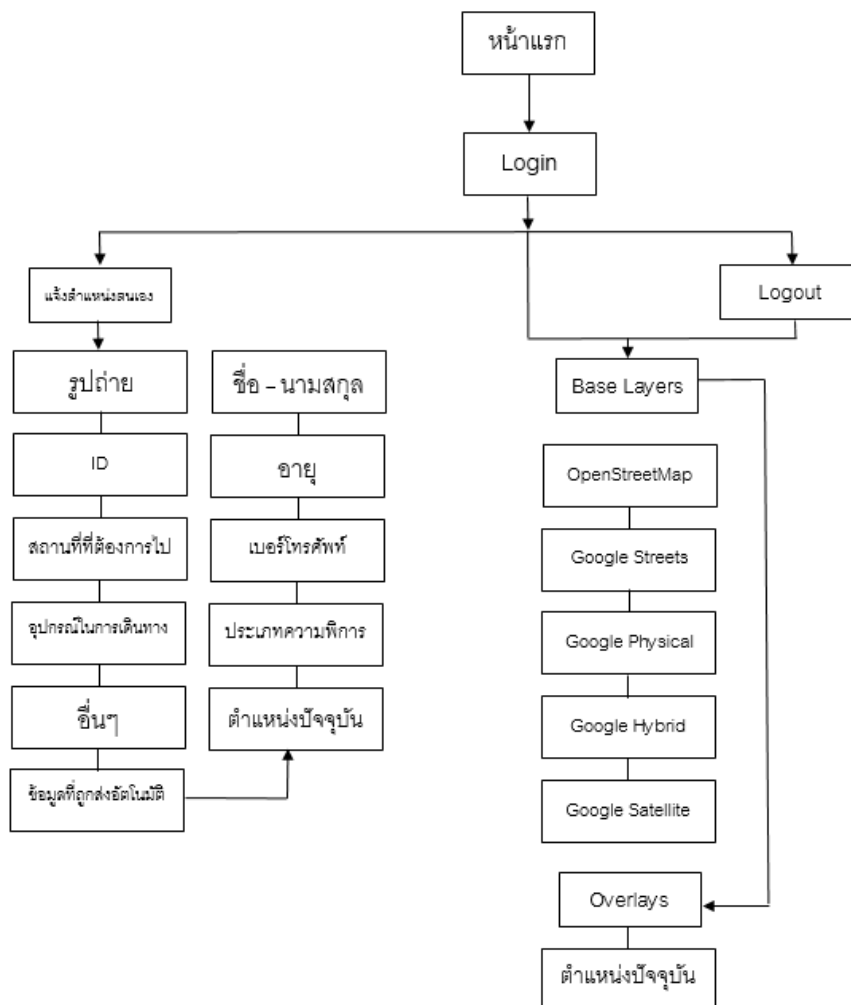 หน้าแรก
Login
แจ้งตำแหน่งตนเอง
Logout
รูปถ่าย
ID
สถานที่ที่ต้องการไป
อุปกรณ์ในการเดินทาง
อื่นๆ
ข้อมูลที่ถูกส่งอัตโนมัติ
ชื่อ – นามสกุล
อายุ
เบอร์โทรศัพท์
ประเภทความพิการ
ตำแหน่งปัจจุบัน
Base Layers
OpenStreetMap
Google Streets
Google Physical
Google Hybrid
Google Satellite
Overlays
ตำแหน่งปัจจุบัน